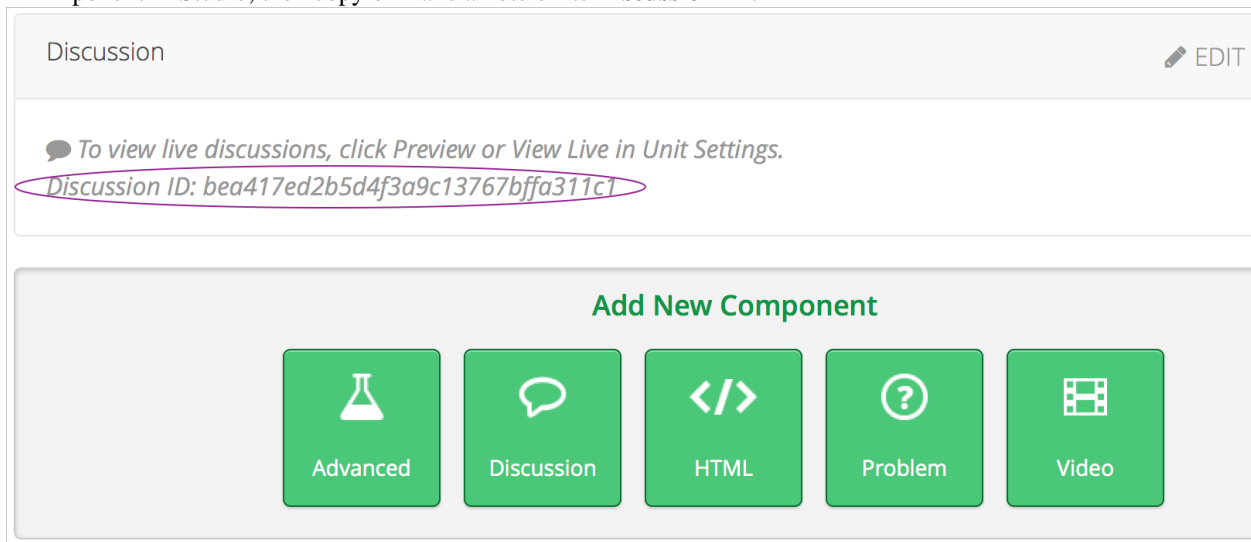 Discussion
EDIT
To view live discussions, click Preview or View Live in Unit Settings.
Discussion ID: bea417ed2b5d4f3a9c13767bffa311c1
Add New Component
Advanced
Discussion
HTML
Problem
Video